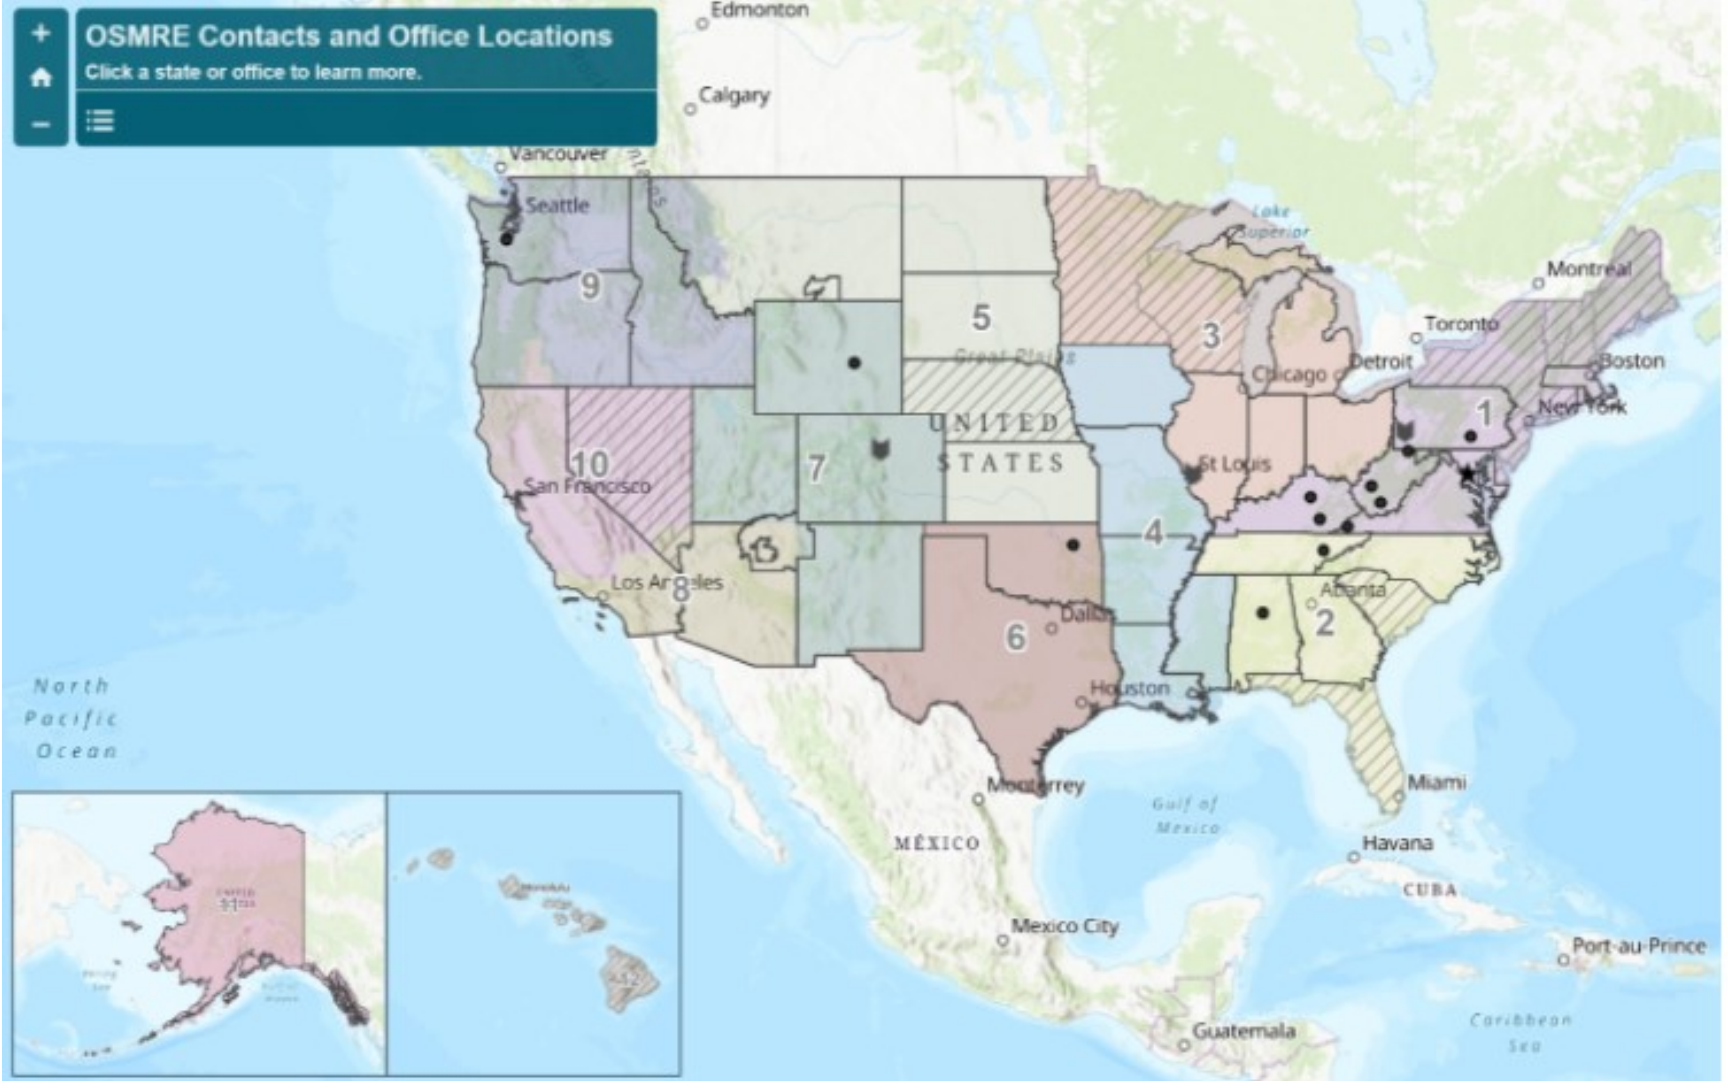 +
−
OSMRE Contacts and Office Locations
Click a state or office to learn more.
Edmonton
Calgary
Vancouver
Seattle
Lake
Superior
Montreal
Toronto
9
5
3
Great Plains
Detroit
Boston
Chicago
New York
1
UNITED
STATES
10
7
San Francisco
St Louis
4
Los Angeles
8
Atlanta
Dallas
6
2
Houston
North
Pacific
Ocean
Monterrey
Miami
Gulf of
Mexico
MÉXICO
Havana
CUBA
Honolulu
11
12
Mexico City
Port-au-Prince
Guatemala
Caribbean
Sea